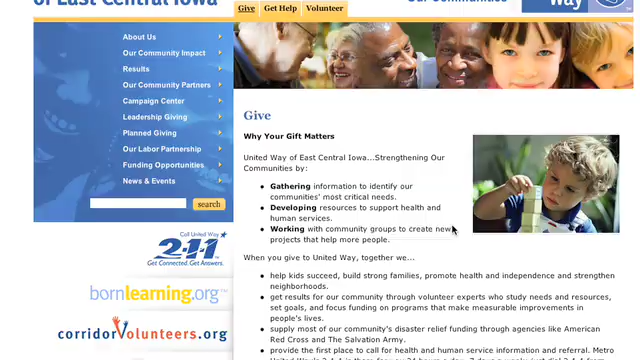 of East Central Iowa
Give Get Help Volunteer
Our Communities
Way
About Us
Our Community Impact
Results
Our Community Partners
Campaign Center
Leadership Giving
Planned Giving
Our Labor Partnership
Funding Opportunities
News & Events
search
Call United Way
2-1-1
Get Connected. Get Answers.
bornlearning.org™
corridorVolunteers.org
Give
Why Your Gift Matters
United Way of East Central Iowa...Strengthening Our
Communities by:
Gathering information to identify our
communities' most critical needs.
Developing resources to support health and
human services.
Working with community groups to create new
projects that help more people.
When you give to United Way, together we...
help kids succeed, build strong families, promote health and independence and strengthen
neighborhoods.
get results for our community through volunteer experts who study needs and resources,
set goals, and focus funding on programs that make measurable improvements in
people's lives.
supply most of our community's disaster relief funding through agencies like American
Red Cross and The Salvation Army.
provide the first place to call for health and human service information and referral. Metro